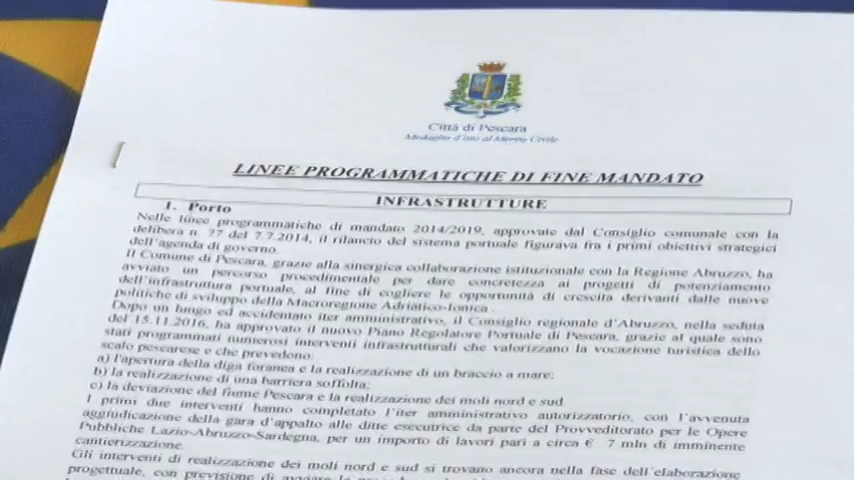 Città di Pescara
Medaglia d'oro al Merito Civile
LINEE PROGRAMMATICHE DI FINE MANDATO
INFRASTRUTTURE
1. Porto
Nelle linee programmatiche di mandato 2014/2019, approvate dal Consiglio comunale con la
delibera n. 77 del 7.7.2014, il rilancio del sistema portuale figurava fra i primi obiettivi strategici
dell'agenda di governo.
Il Comune di Pescara, grazie alla sinergica collaborazione istituzionale con la Regione Abruzzo, ha
avviato un percorso procedimentale per dare concretezza ai progetti di potenziamento
dell'infrastruttura portuale, al fine di cogliere le opportunità di crescita derivanti dalle nuove
politiche di sviluppo della Macroregione Adriatico-Ionica .
Dopo un lungo ed accidentato iter amministrativo, il Consiglio regionale d'Abruzzo, nella seduta
del 15.11.2016, ha approvato il nuovo Piano Regolatore Portuale di Pescara, grazie al quale sono
stati programmati numerosi interventi infrastrutturali che valorizzano la vocazione turistica dello
scalo pescarese e che prevedono:
a) l'apertura della diga foranea e la realizzazione di un braccio a mare;
b) la realizzazione di una barriera soffolta;
c) la deviazione del fiume Pescara e la realizzazione dei moli nord e sud.
I primi due interventi hanno completato l'iter amministrativo autorizzatorio, con l'avvenuta
aggiudicazione della gara d'appalto alle ditte esecutrice da parte del Provveditorato per le Opere
Pubbliche Lazio-Abruzzo-Sardegna, per un importo di lavori pari a circa € 7 mln di imminente
cantierizzazione.
Gli interventi di realizzazione dei moli nord e sud si trovano ancora nella fase dell'elaborazione
progettuale, con previsione di